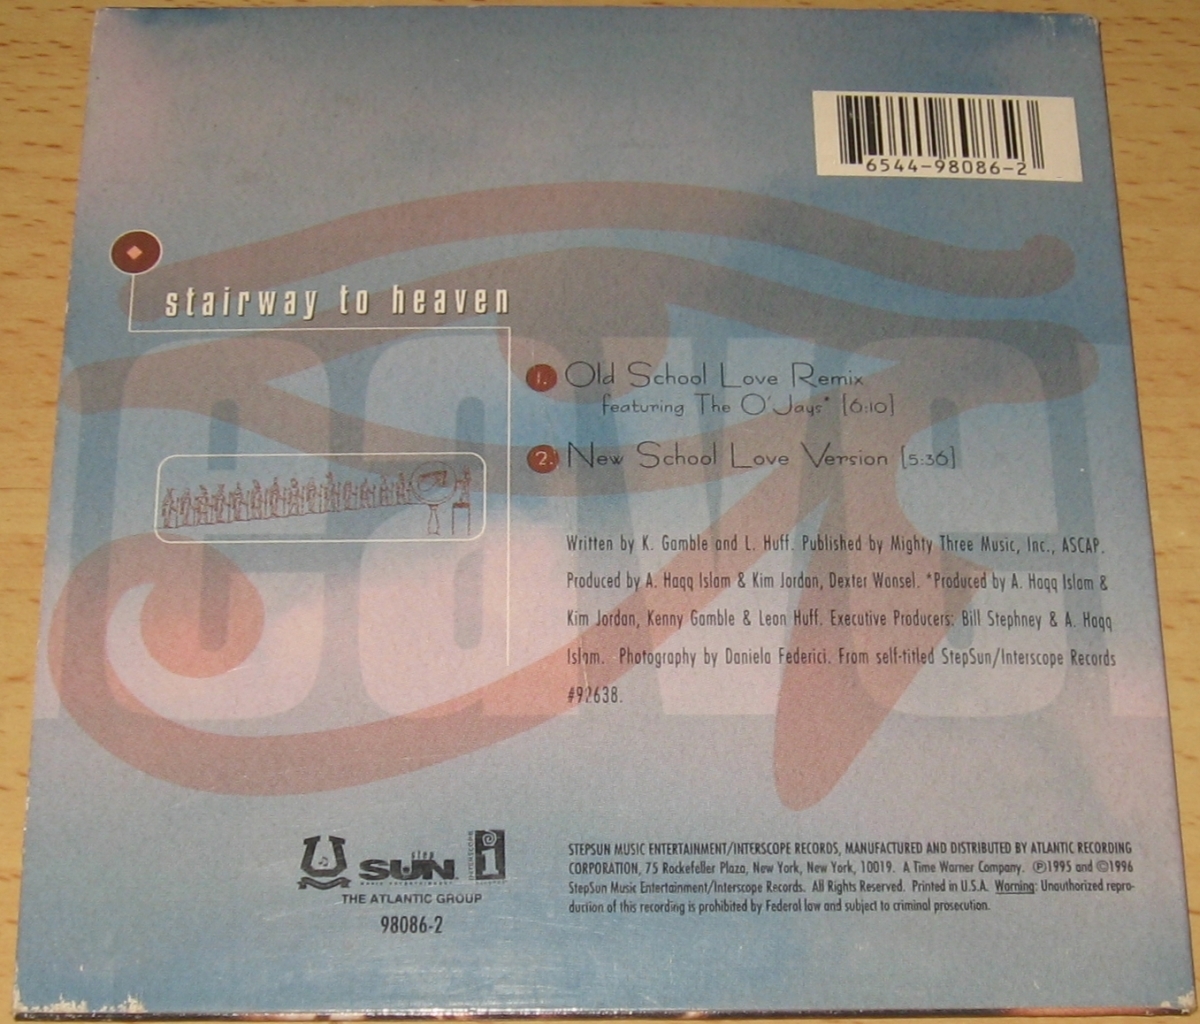 6544-98086-2
stairway to heaven
1. Old School Love Remix
featuring The O'Jays* [6:10]
2. New School Love Version [5:36]
Written by K. Gamble and L. Huff. Published by Mighty Three Music, Inc., ASCAP.
Produced by A. Haqq Islam & Kim Jordan, Dexter Wansel. *Produced by A. Haqq Islam &
Kim Jordan, Kenny Gamble & Leon Huff. Executive Producers: Bill Stephney & A. Haqq
Islam. Photography by Daniela Federici. From self-titled StepSun/Interscope Records
#92638.
step
SUN
MUSIC ENTERTAINMENT
INTERSCOPE
RECORDS
THE ATLANTIC GROUP
98086-2
STEPSUN MUSIC ENTERTAINMENT/INTERSCOPE RECORDS, MANUFACTURED AND DISTRIBUTED BY ATLANTIC RECORDING
CORPORATION, 75 Rockefeller Plaza, New York, New York, 10019. A Time Warner Company. ℗1995 and ©1996
StepSun Music Entertainment/Interscope Records. All Rights Reserved. Printed in U.S.A. Warning: Unauthorized repro-
duction of this recording is prohibited by Federal law and subject to criminal prosecution.